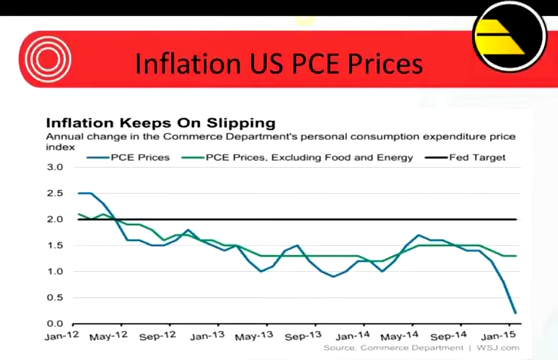 Inflation US PCE Prices
Inflation Keeps On Slipping
Annual change in the Commerce Department's personal consumption expenditure price
index
PCE Prices PCE Prices, Excluding Food and Energy Fed Target
3.0
2.5
2.0
1.5
1.0
0.5
0.0
Jan-12 May-12 Sep-12 Jan-13 May-13 Sep-13 Jan-14 May-14 Sep-14 Jan-15
Source: Commerce Department | WSJ.com